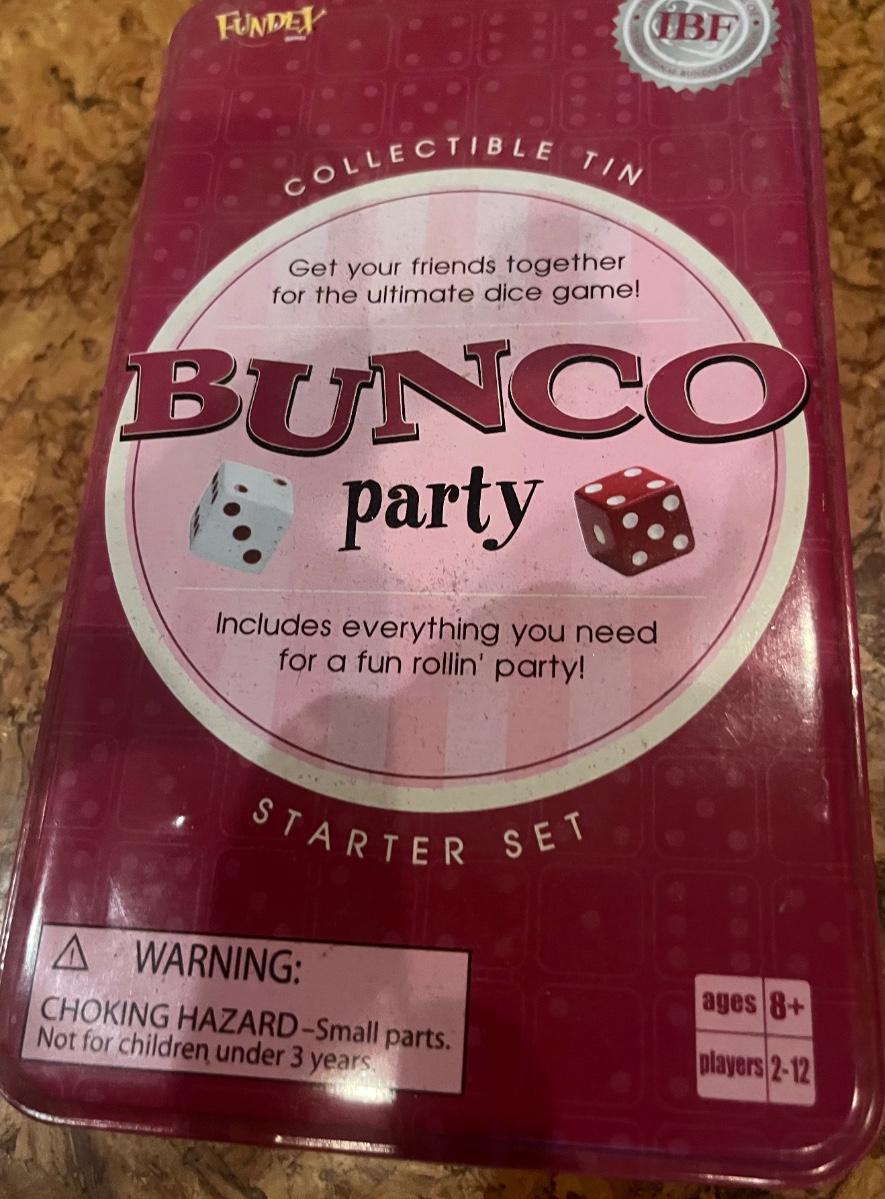 FUNDEX
IBF
COLLECTIBLE TIN
Get your friends together
for the ultimate dice game!
BUNCO
party
Includes everything you need
for a fun rollin' party!
STARTER SET
WARNING:
CHOKING HAZARD–Small parts.
Not for children under 3 years.
ages 8+
players 2-12